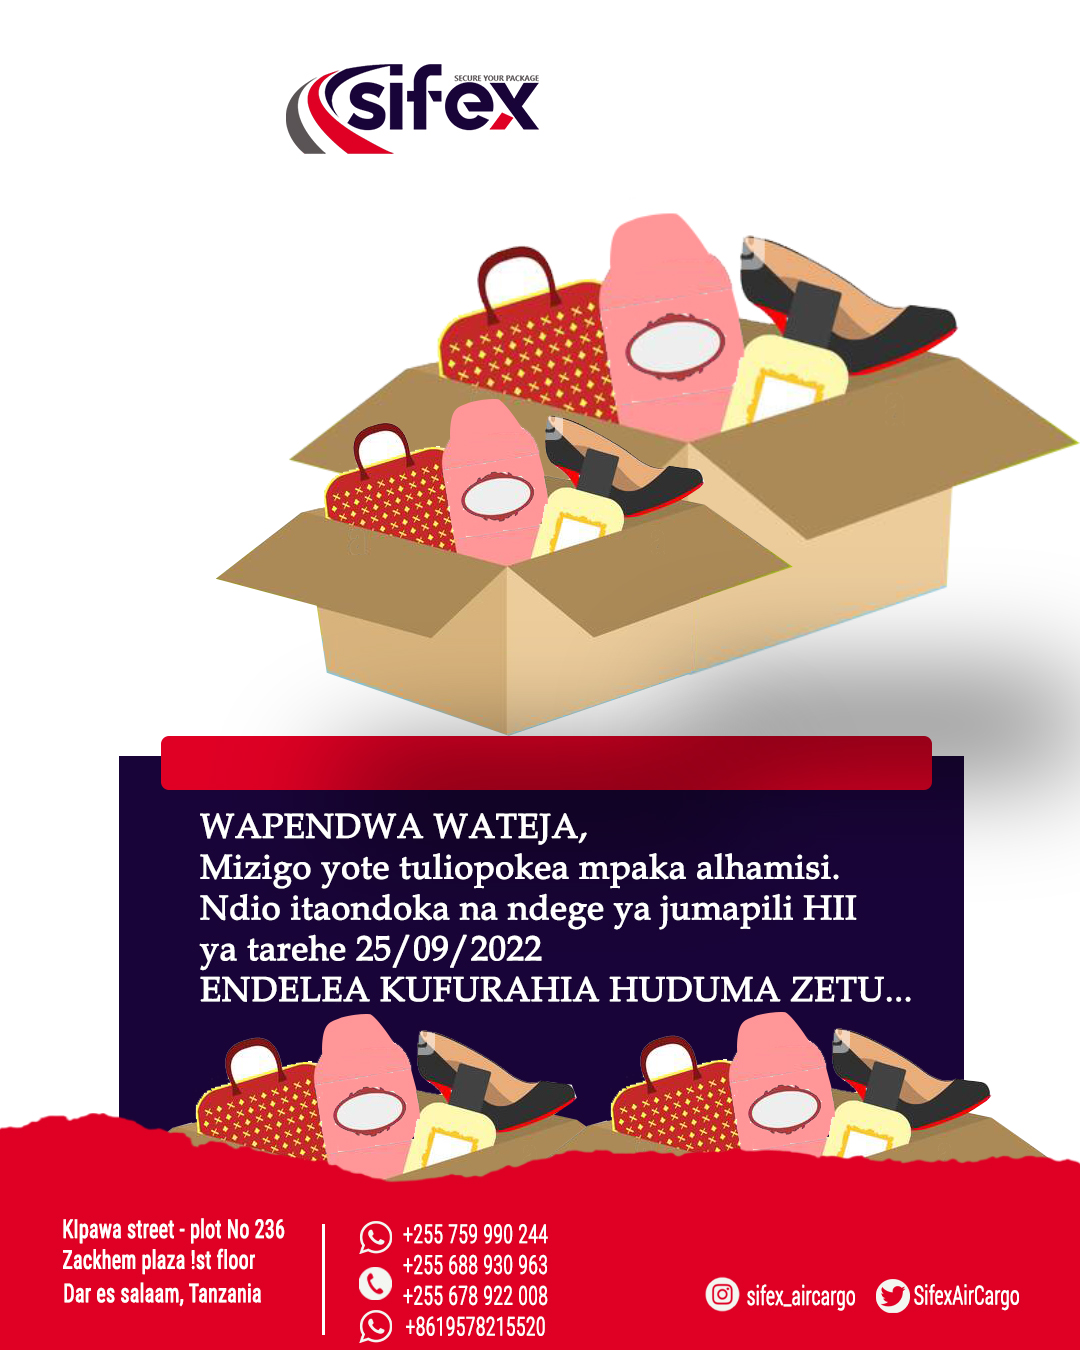 sifex
SECURE YOUR PACKAGE
WAPENDWA WATEJA,
Mizigo yote tuliopokea mpaka alhamisi.
Ndio itaondoka na ndege ya jumapili HII
ya tarehe 25/09/2022
ENDELEA KUFURAHIA HUDUMA ZETU...
KIpawa street - plot No 236
Zackhem plaza !st floor
Dar es salaam, Tanzania
+255 759 990 244
+255 688 930 963
+255 678 922 008
+8619578215520
sifex_aircargo
SifexAirCargo